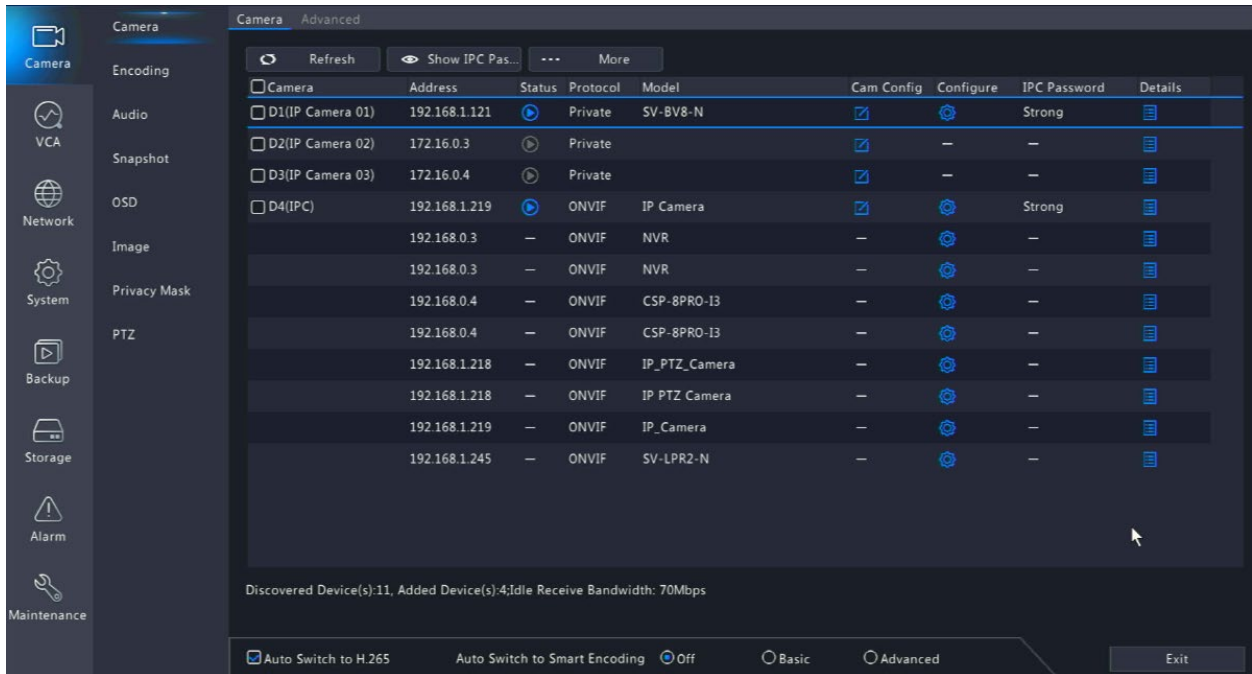 Camera
VCA
Network
System
Backup
Storage
Alarm
Maintenance
Camera
Encoding
Audio
Snapshot
OSD
Image
Privacy Mask
PTZ
Camera Advanced
Refresh Show IPC Pas... ... More
Camera Address Status Protocol Model Cam Config Configure IPC Password Details
D1(IP Camera 01) 192.168.1.121 Private SV-BV8-N Strong
D2(IP Camera 02) 172.16.0.3 Private — —
D3(IP Camera 03) 172.16.0.4 Private — —
D4(IPC) 192.168.1.219 ONVIF IP Camera Strong
192.168.0.3 — ONVIF NVR — —
192.168.0.3 — ONVIF NVR — —
192.168.0.4 — ONVIF CSP-8PRO-I3 — —
192.168.0.4 — ONVIF CSP-8PRO-I3 — —
192.168.1.218 — ONVIF IP_PTZ_Camera — —
192.168.1.218 — ONVIF IP PTZ Camera — —
192.168.1.219 — ONVIF IP_Camera — —
192.168.1.245 — ONVIF SV-LPR2-N — —
Discovered Device(s):11, Added Device(s):4;Idle Receive Bandwidth: 70Mbps
Auto Switch to H.265 Auto Switch to Smart Encoding Off Basic Advanced Exit